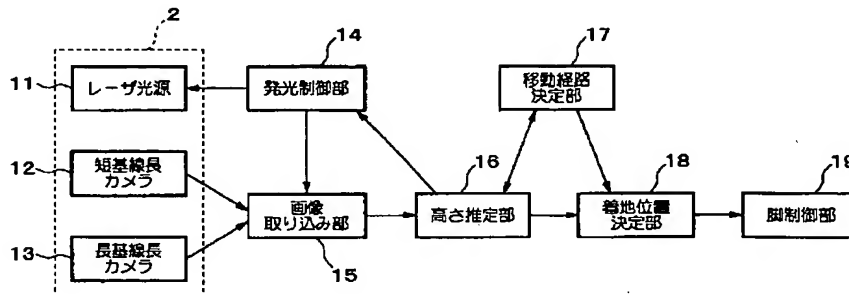 2
14
17
11
レーザ光源
発光制御部
移動経路
決定部
12
短基線長
カメラ
16
18
19
画像
取り込み部
高さ推定部
着地位置
決定部
脚制御部
13
長基線長
カメラ
15